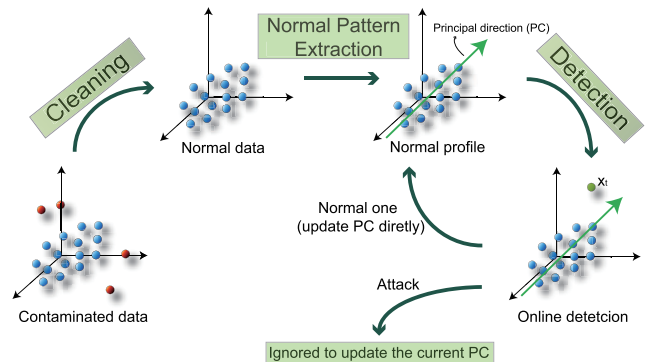 Cleaning
Normal Pattern
Extraction
Principal direction (PC)
Detection
Normal data
Normal profile
Xt
Normal one
(update PC diretly)
Attack
Contaminated data
Online detetcion
Ignored to update the current PC